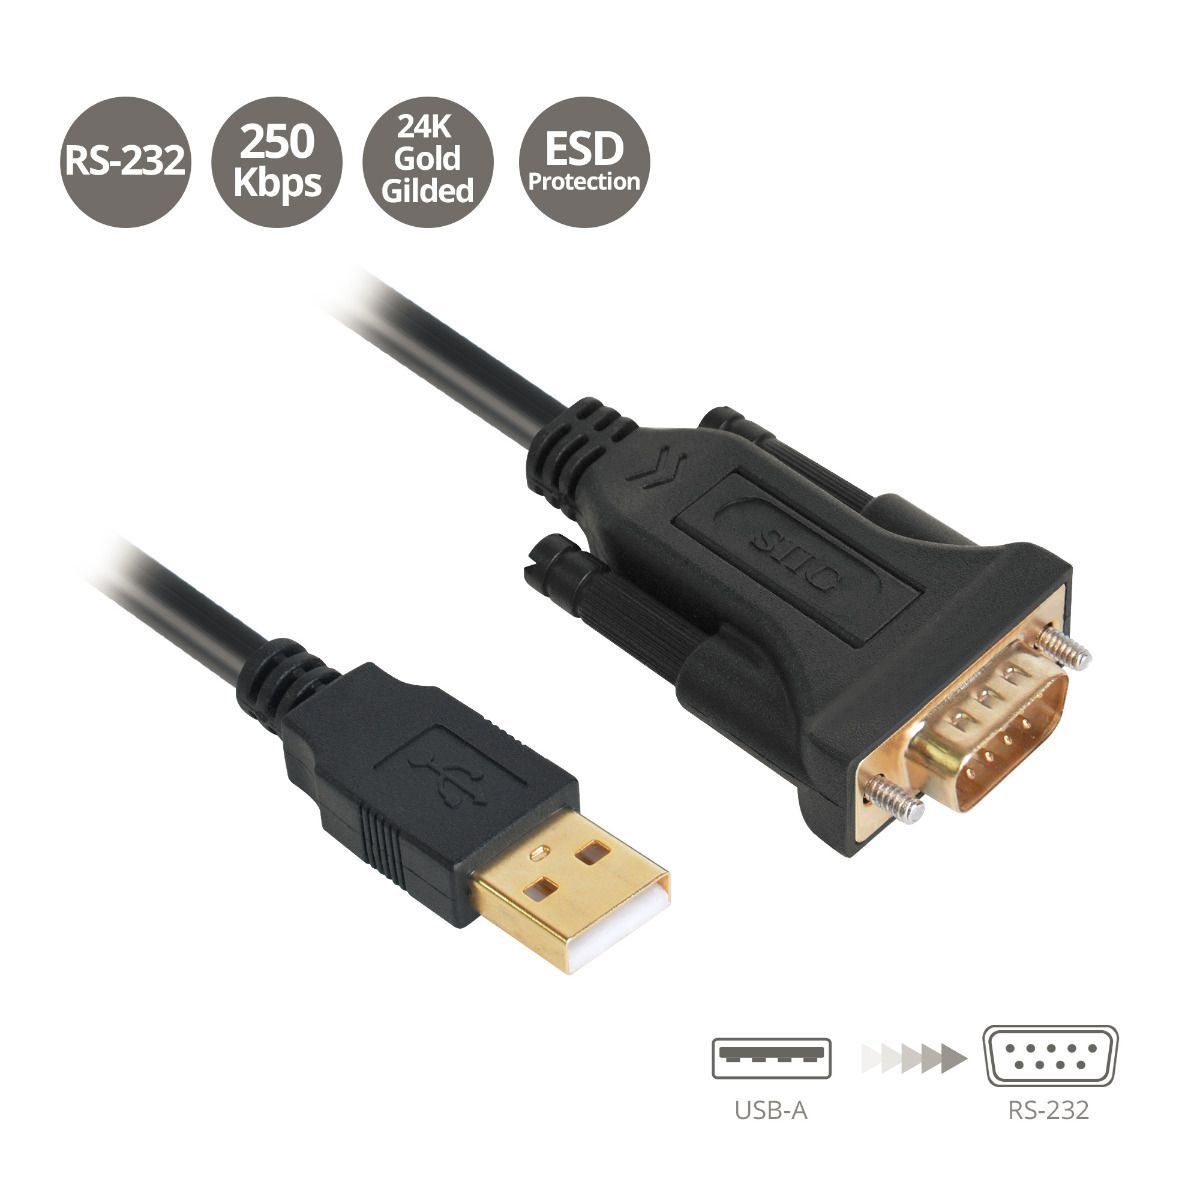 RS-232
250
Kbps
24K
Gold
Gilded
ESD
Protection
SIIG
USB-A
RS-232